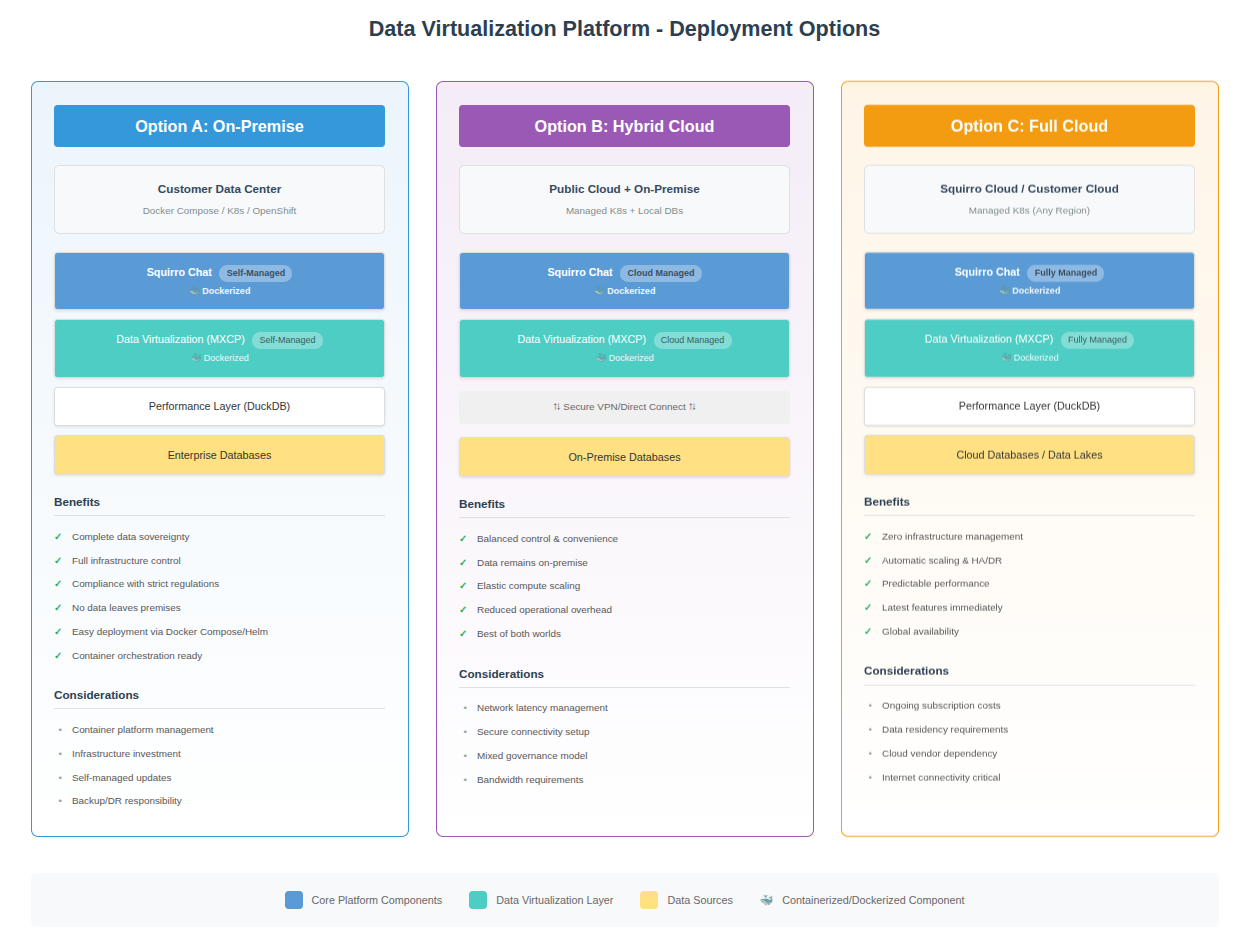 Data Virtualization Platform - Deployment Options
Option A: On-Premise
Customer Data Center
Docker Compose / K8s / OpenShift
Squirro Chat Self-Managed
🐳 Dockerized
Data Virtualization (MXCP) Self-Managed
🐳 Dockerized
Performance Layer (DuckDB)
Enterprise Databases
Benefits
✓ Complete data sovereignty
✓ Full infrastructure control
✓ Compliance with strict regulations
✓ No data leaves premises
✓ Easy deployment via Docker Compose/Helm
✓ Container orchestration ready
Considerations
• Container platform management
• Infrastructure investment
• Self-managed updates
• Backup/DR responsibility
Option B: Hybrid Cloud
Public Cloud + On-Premise
Managed K8s + Local DBs
Squirro Chat Cloud Managed
🐳 Dockerized
Data Virtualization (MXCP) Cloud Managed
🐳 Dockerized
⇅ Secure VPN/Direct Connect ⇅
On-Premise Databases
Benefits
✓ Balanced control & convenience
✓ Data remains on-premise
✓ Elastic compute scaling
✓ Reduced operational overhead
✓ Best of both worlds
Considerations
• Network latency management
• Secure connectivity setup
• Mixed governance model
• Bandwidth requirements
Option C: Full Cloud
Squirro Cloud / Customer Cloud
Managed K8s (Any Region)
Squirro Chat Fully Managed
🐳 Dockerized
Data Virtualization (MXCP) Fully Managed
🐳 Dockerized
Performance Layer (DuckDB)
Cloud Databases / Data Lakes
Benefits
✓ Zero infrastructure management
✓ Automatic scaling & HA/DR
✓ Predictable performance
✓ Latest features immediately
✓ Global availability
Considerations
• Ongoing subscription costs
• Data residency requirements
• Cloud vendor dependency
• Internet connectivity critical
Core Platform Components
Data Virtualization Layer
Data Sources
🐳 Containerized/Dockerized Component